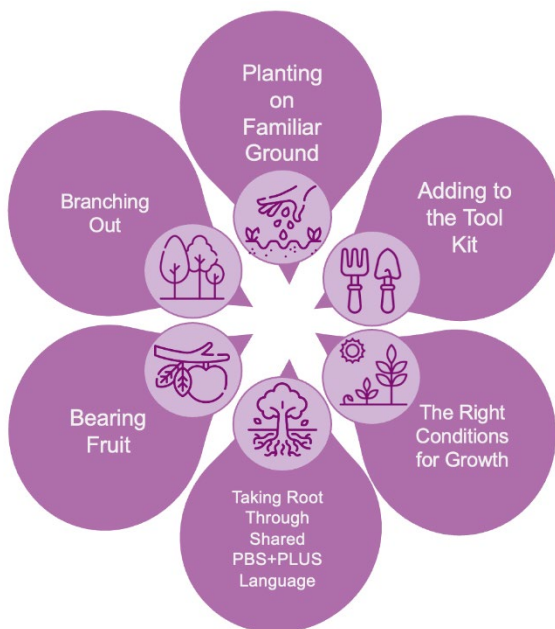 Planting
on
Familiar
Ground
Adding to
the Tool
Kit
The Right
Conditions
for Growth
Taking Root
Through
Shared
PBS+PLUS
Language
Bearing
Fruit
Branching
Out